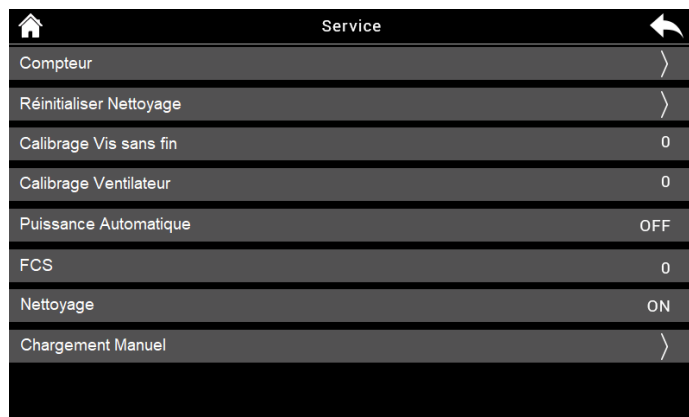 Service
Compteur
Réinitialiser Nettoyage
Calibrage Vis sans fin 0
Calibrage Ventilateur 0
Puissance Automatique OFF
FCS 0
Nettoyage ON
Chargement Manuel